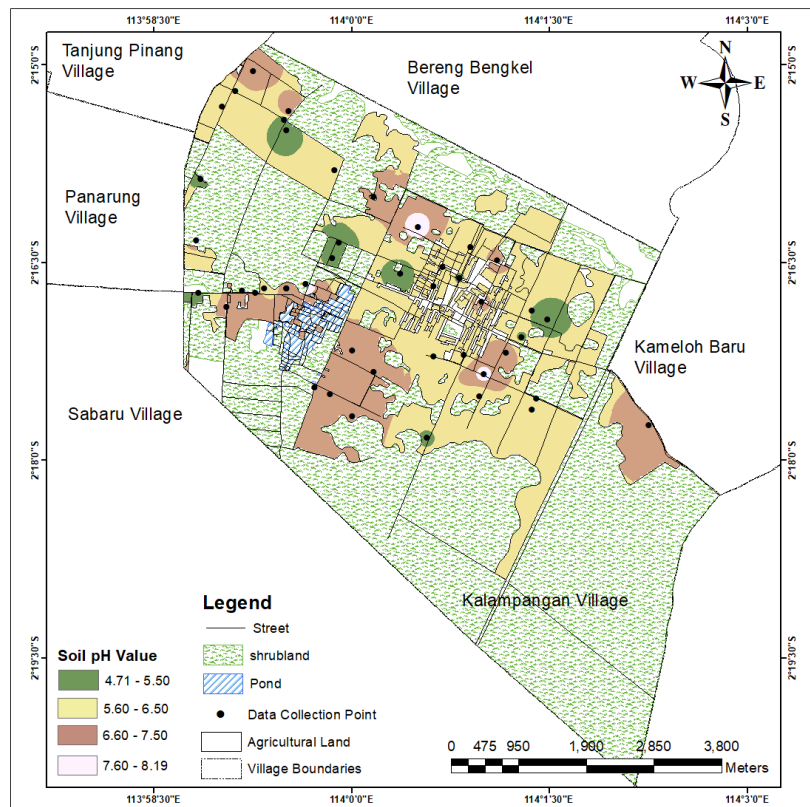 113°58'30"E
114°0'0"E
114°1'30"E
114°3'0"E
Tanjung Pinang
Village
Bereng Bengkel
Village
N
W
E
S
2°15'0"S
2°15'0"S
Panarung
Village
2°16'30"S
2°16'30"S
Kameloh Baru
Village
Sabaru Village
2°18'0"S
2°18'0"S
Kalampangan Village
Legend
Street
shrubland
Pond
Data Collection Point
Agricultural Land
Village Boundaries
Soil pH Value
4.71 - 5.50
5.60 - 6.50
6.60 - 7.50
7.60 - 8.19
2°19'30"S
2°19'30"S
0 475 950 1,900 2,850 3,800
Meters
113°58'30"E
114°0'0"E
114°1'30"E
114°3'0"E